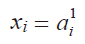 x_i = a_i^1